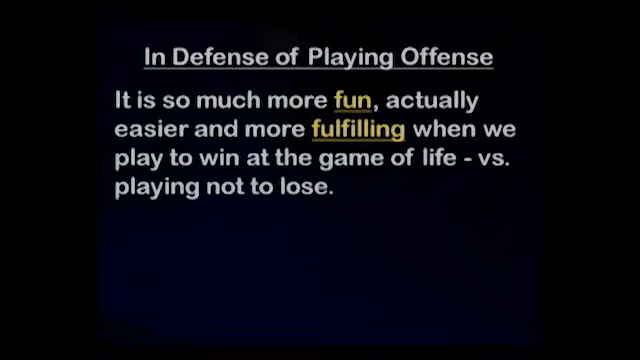 In Defense of Playing Offense
It is so much more fun, actually
easier and more fulfilling when we
play to win at the game of life - vs.
playing not to lose.